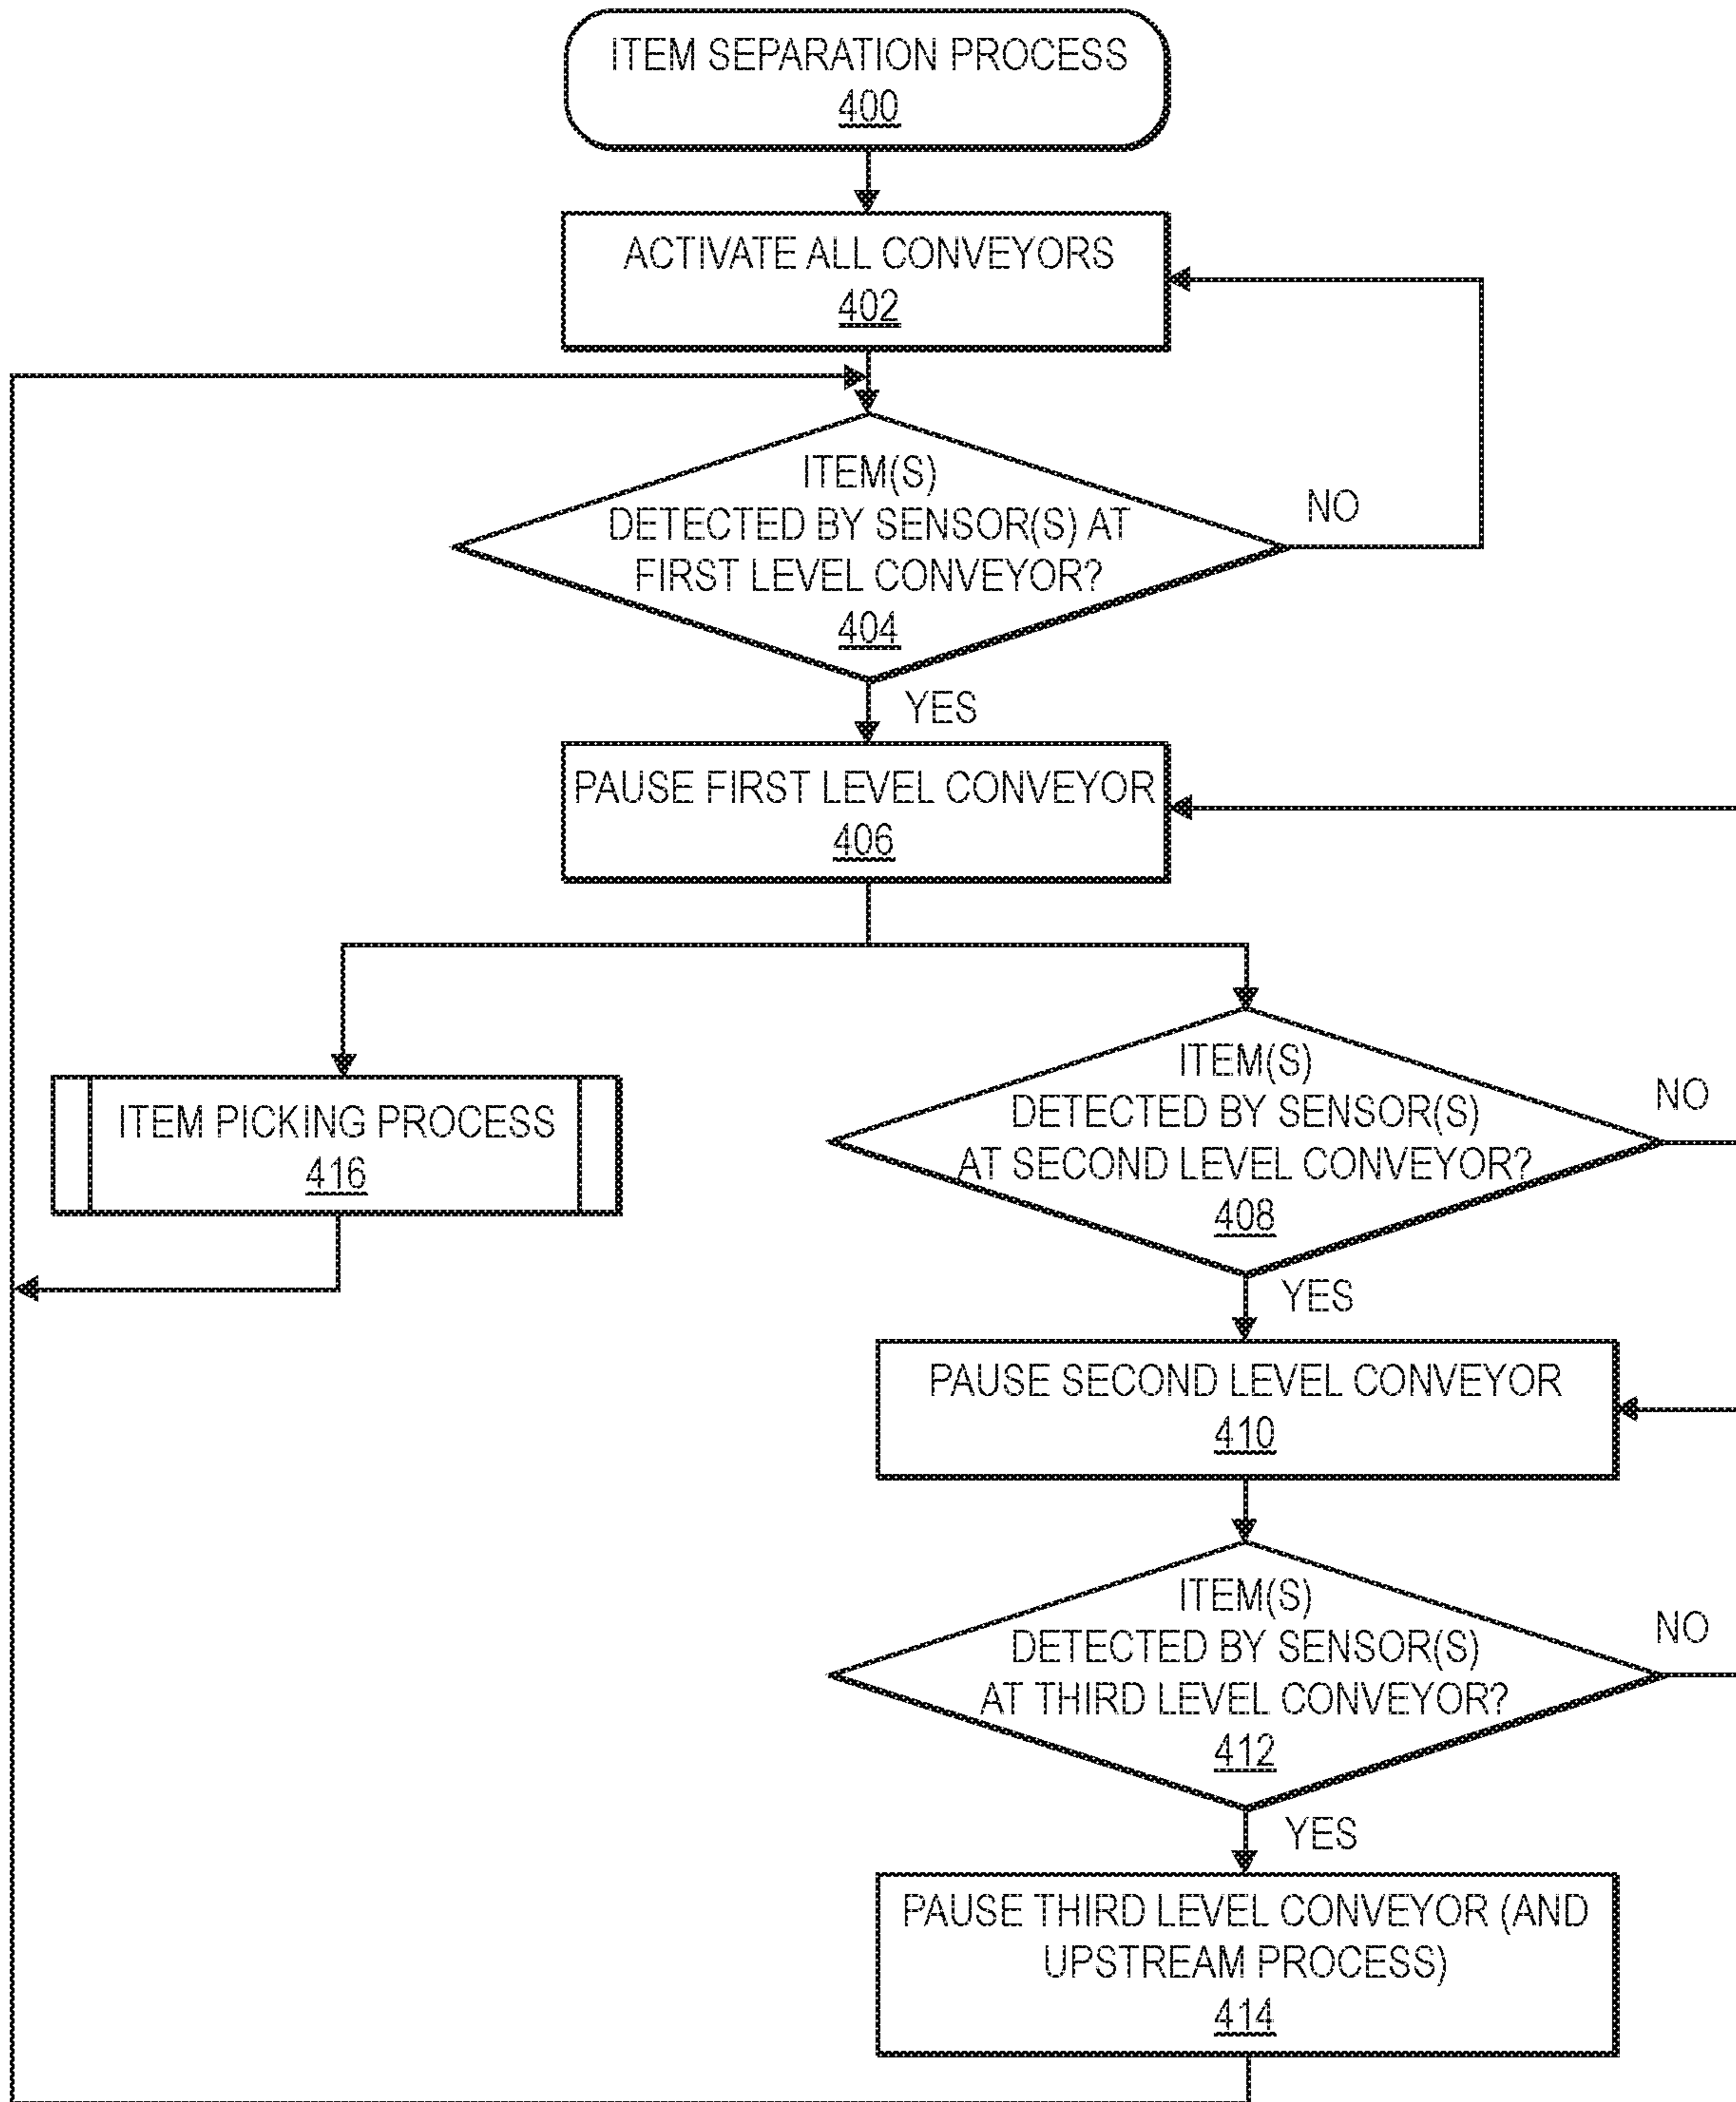 ITEM SEPARATION PROCESS
400
ACTIVATE ALL CONVEYORS
402
ITEM(S)
DETECTED BY SENSOR(S) AT
FIRST LEVEL CONVEYOR?
404
NO
YES
PAUSE FIRST LEVEL CONVEYOR
406
ITEM PICKING PROCESS
416
ITEM(S)
DETECTED BY SENSOR(S)
AT SECOND LEVEL CONVEYOR?
408
NO
YES
PAUSE SECOND LEVEL CONVEYOR
410
ITEM(S)
DETECTED BY SENSOR(S)
AT THIRD LEVEL CONVEYOR?
412
NO
YES
PAUSE THIRD LEVEL CONVEYOR (AND
UPSTREAM PROCESS)
414